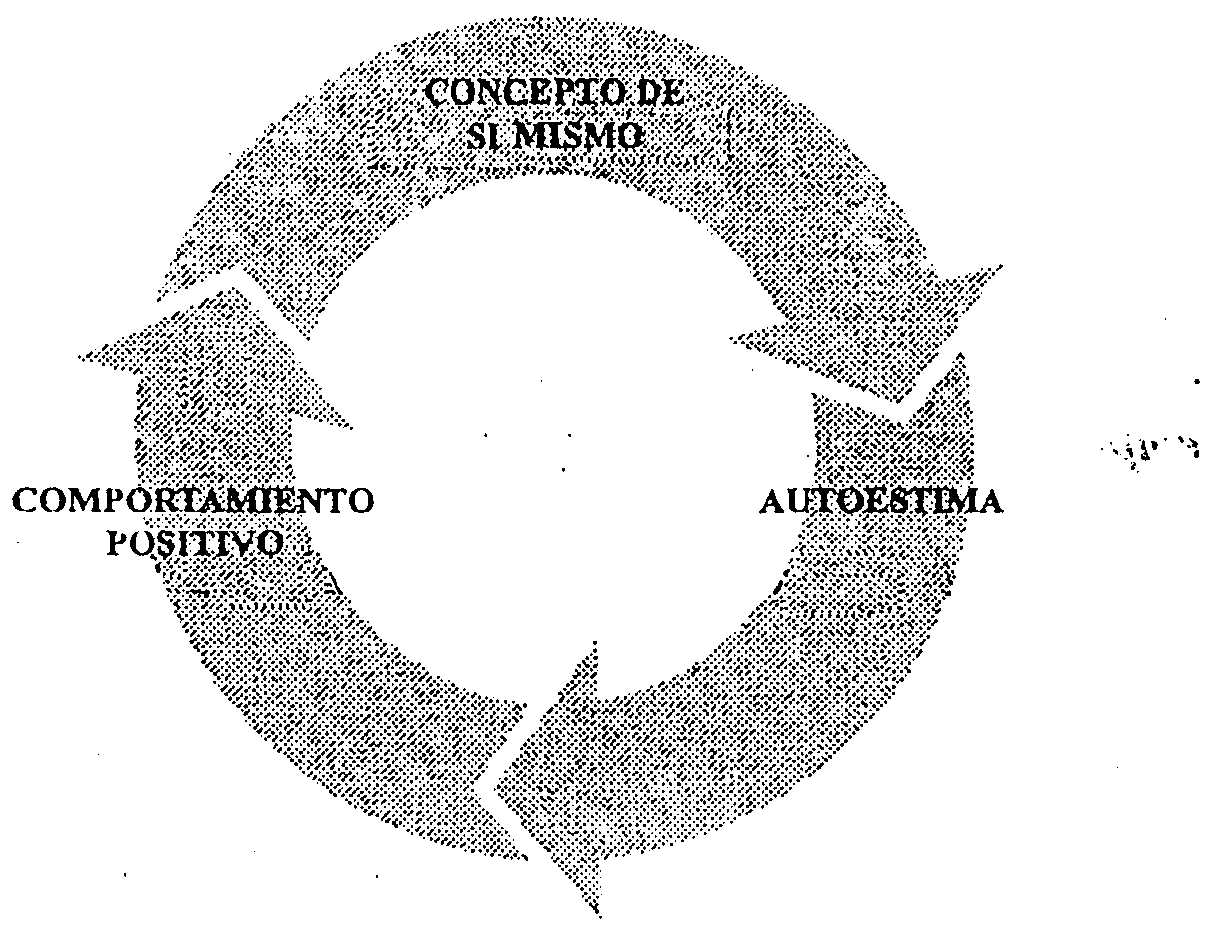 CONCEPTO DE
SI MISMO
COMPORTAMIENTO
POSITIVO
AUTOESTIMA